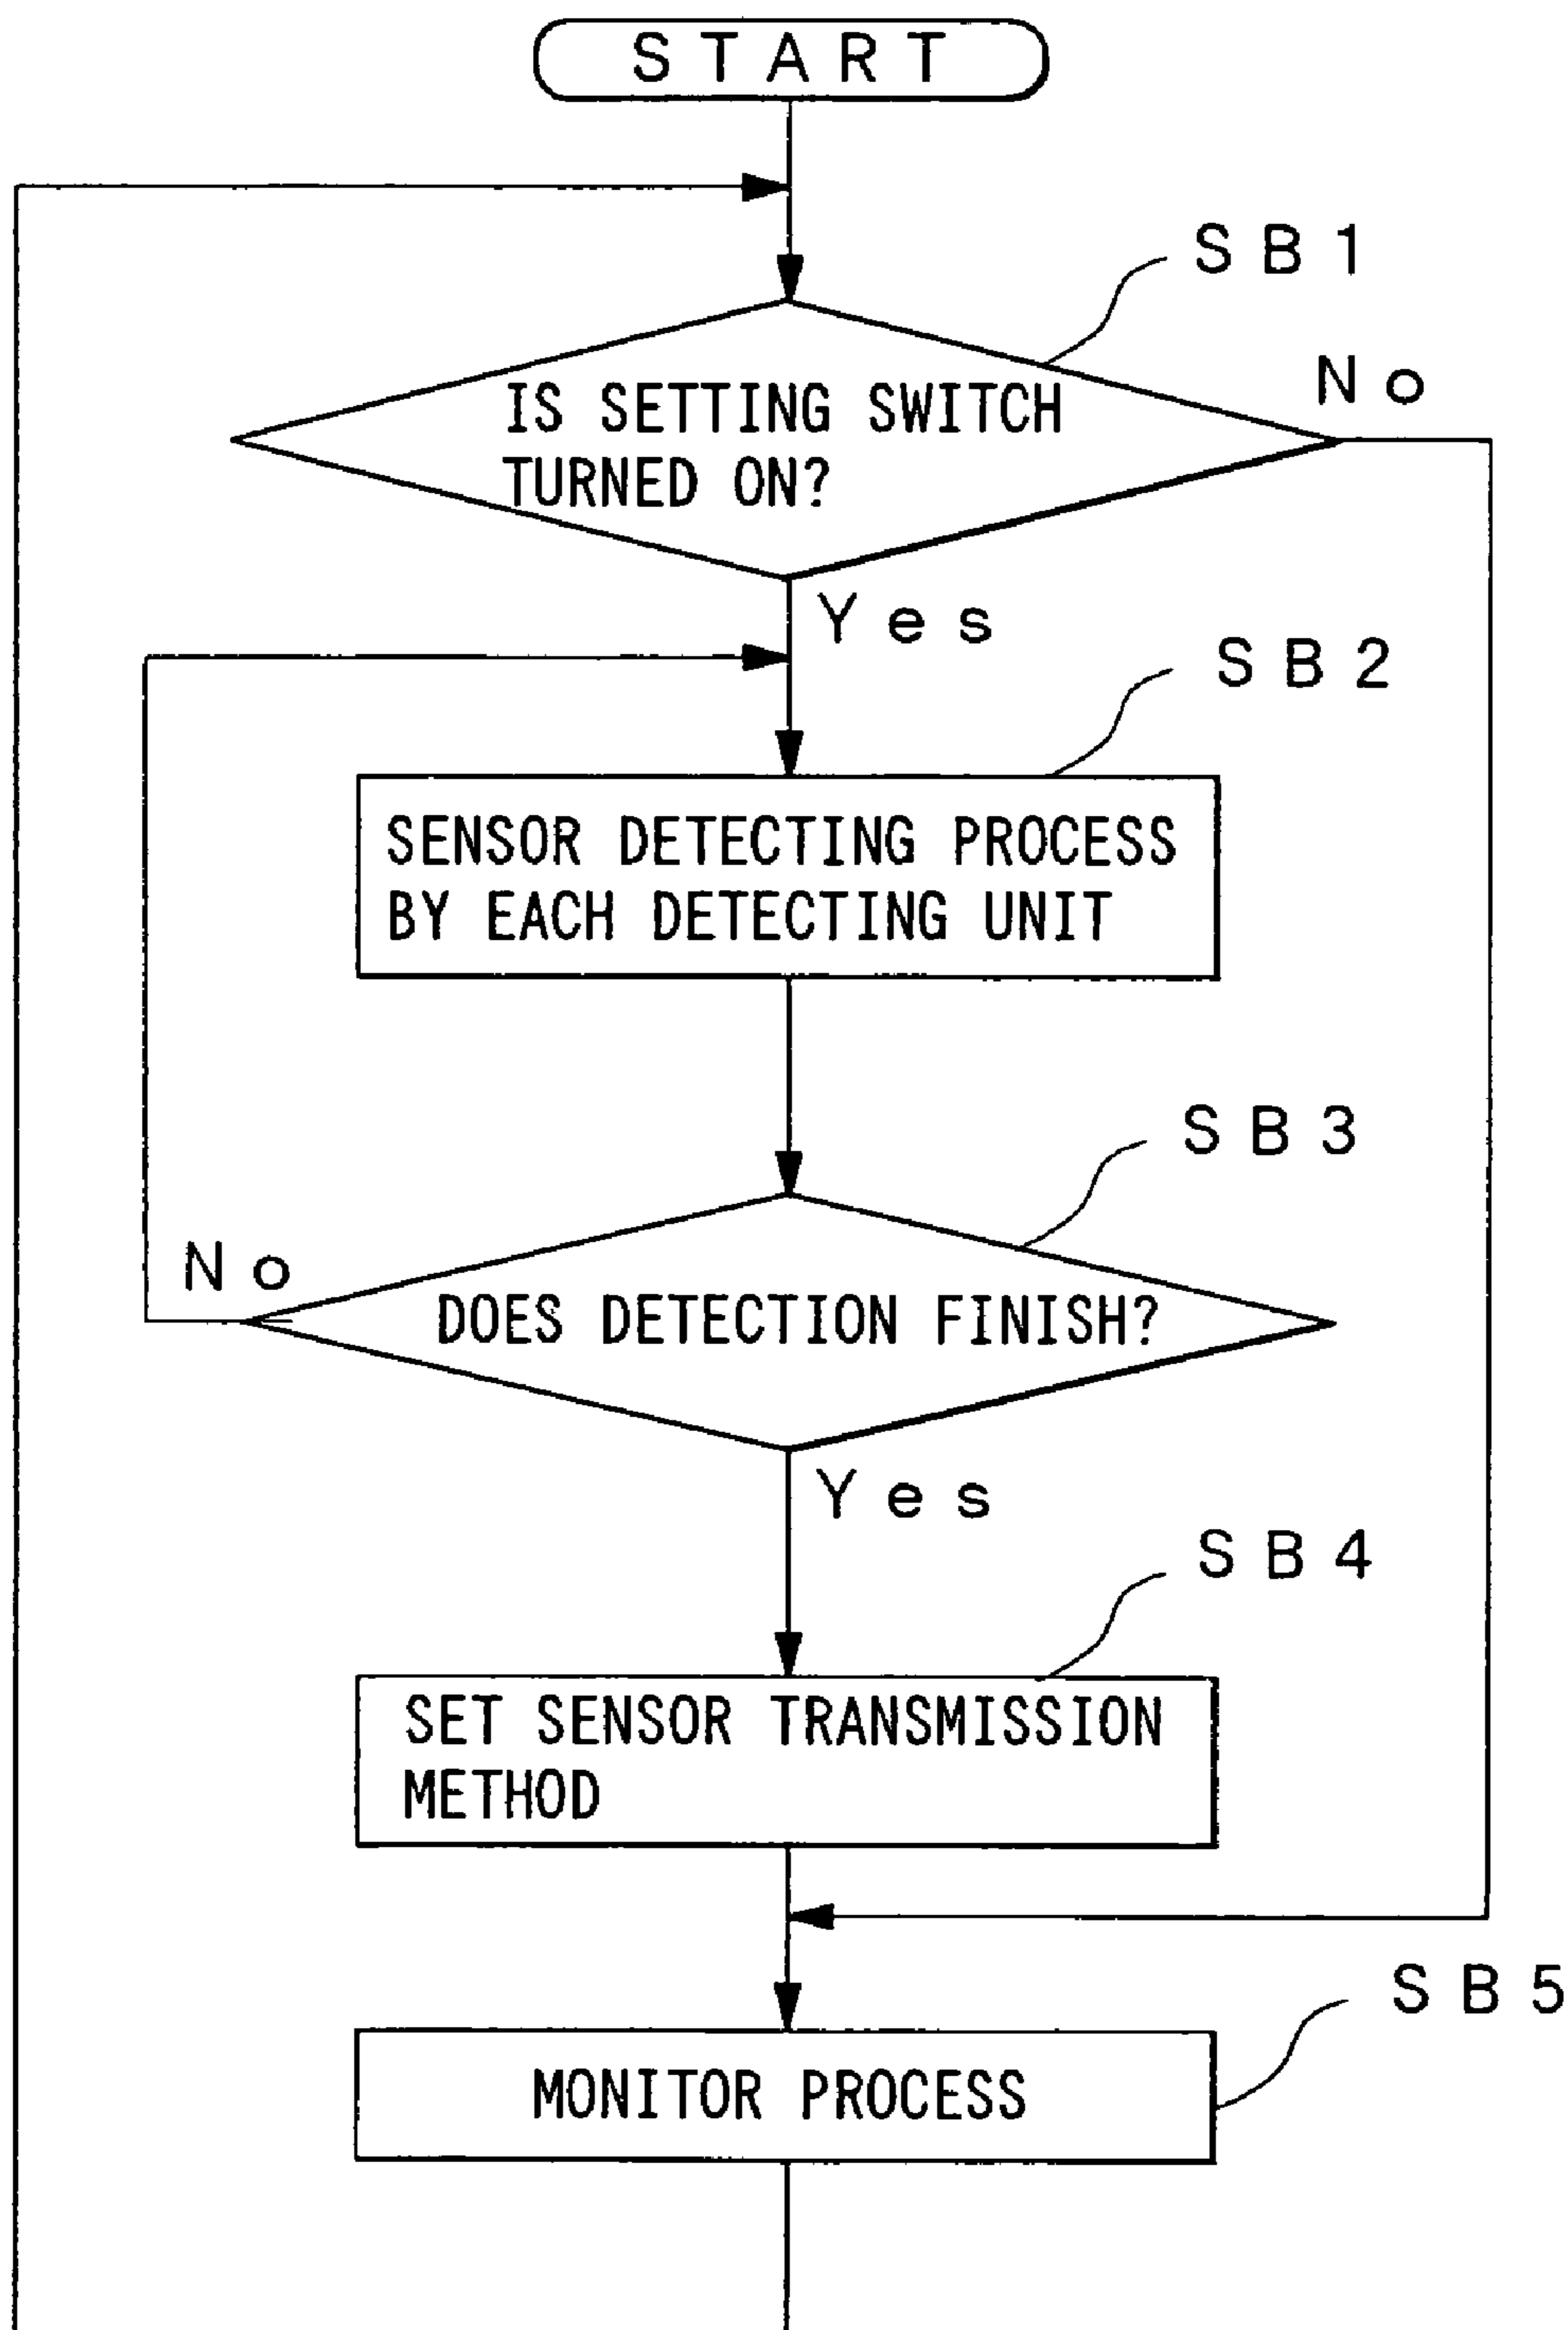 START
SB1
IS SETTING SWITCH
TURNED ON?
No
Yes
SB2
SENSOR DETECTING PROCESS
BY EACH DETECTING UNIT
SB3
No
DOES DETECTION FINISH?
Yes
SB4
SET SENSOR TRANSMISSION
METHOD
SB5
MONITOR PROCESS